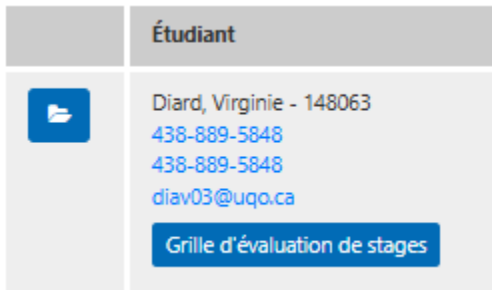 Étudiant
Diard, Virginie - 148063
438-889-5848
438-889-5848
diav03@uqo.ca
Grille d'évaluation de stages